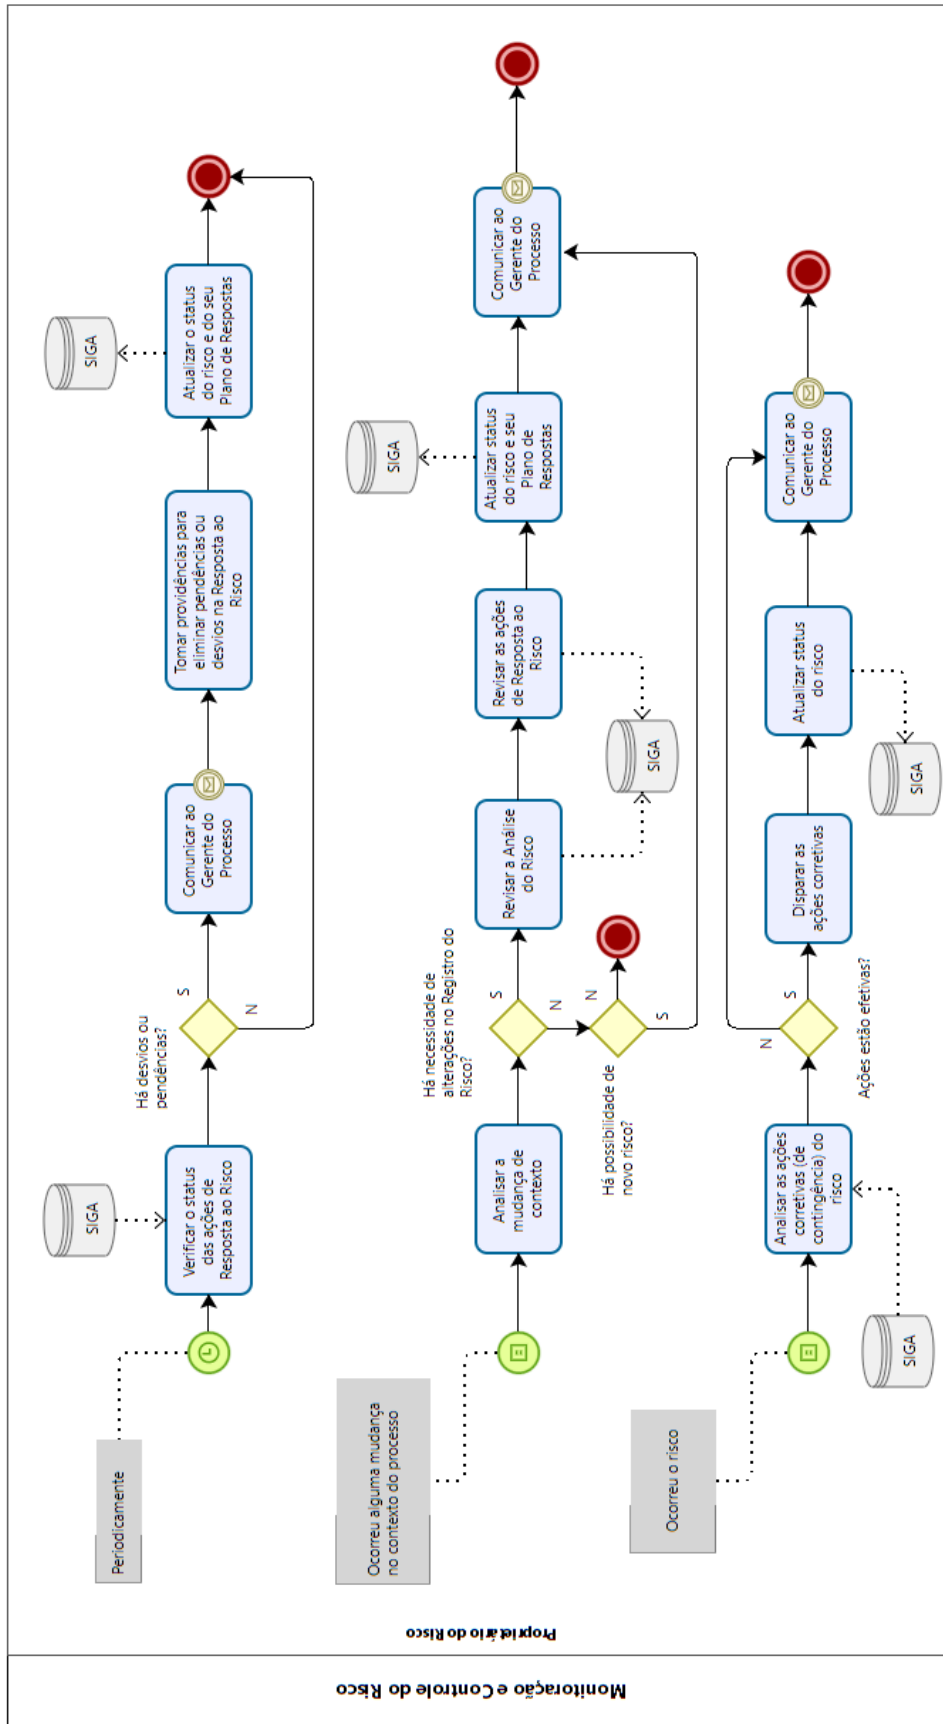 Monitoração e Controle do Risco
Proprietário do Risco
Periodicamente
SIGA
Verificar o status
das ações de
Resposta ao Risco
Há desvios ou
pendências?
S
N
Comunicar ao
Gerente do
Processo
Tomar providências para
eliminar pendências ou
desvios na Resposta ao
Risco
Atualizar o status
do risco e do seu
Plano de Respostas
SIGA
Ocorreu alguma mudança
no contexto do processo
Analisar a
mudança de
contexto
Há necessidade de
alterações no Registro do
Risco?
S
N
Há possibilidade de
novo risco?
N
S
Revisar a Análise
do Risco
Revisar as ações
de Resposta ao
Risco
SIGA
Atualizar status
do risco e seu
Plano de
Respostas
SIGA
Comunicar ao
Gerente do
Processo
Ocorreu o risco
SIGA
Analisar as ações
corretivas (de
contingência) do
risco
Ações estão efetivas?
N
S
Disparar as
ações corretivas
Atualizar status
do risco
SIGA
Comunicar ao
Gerente do
Processo